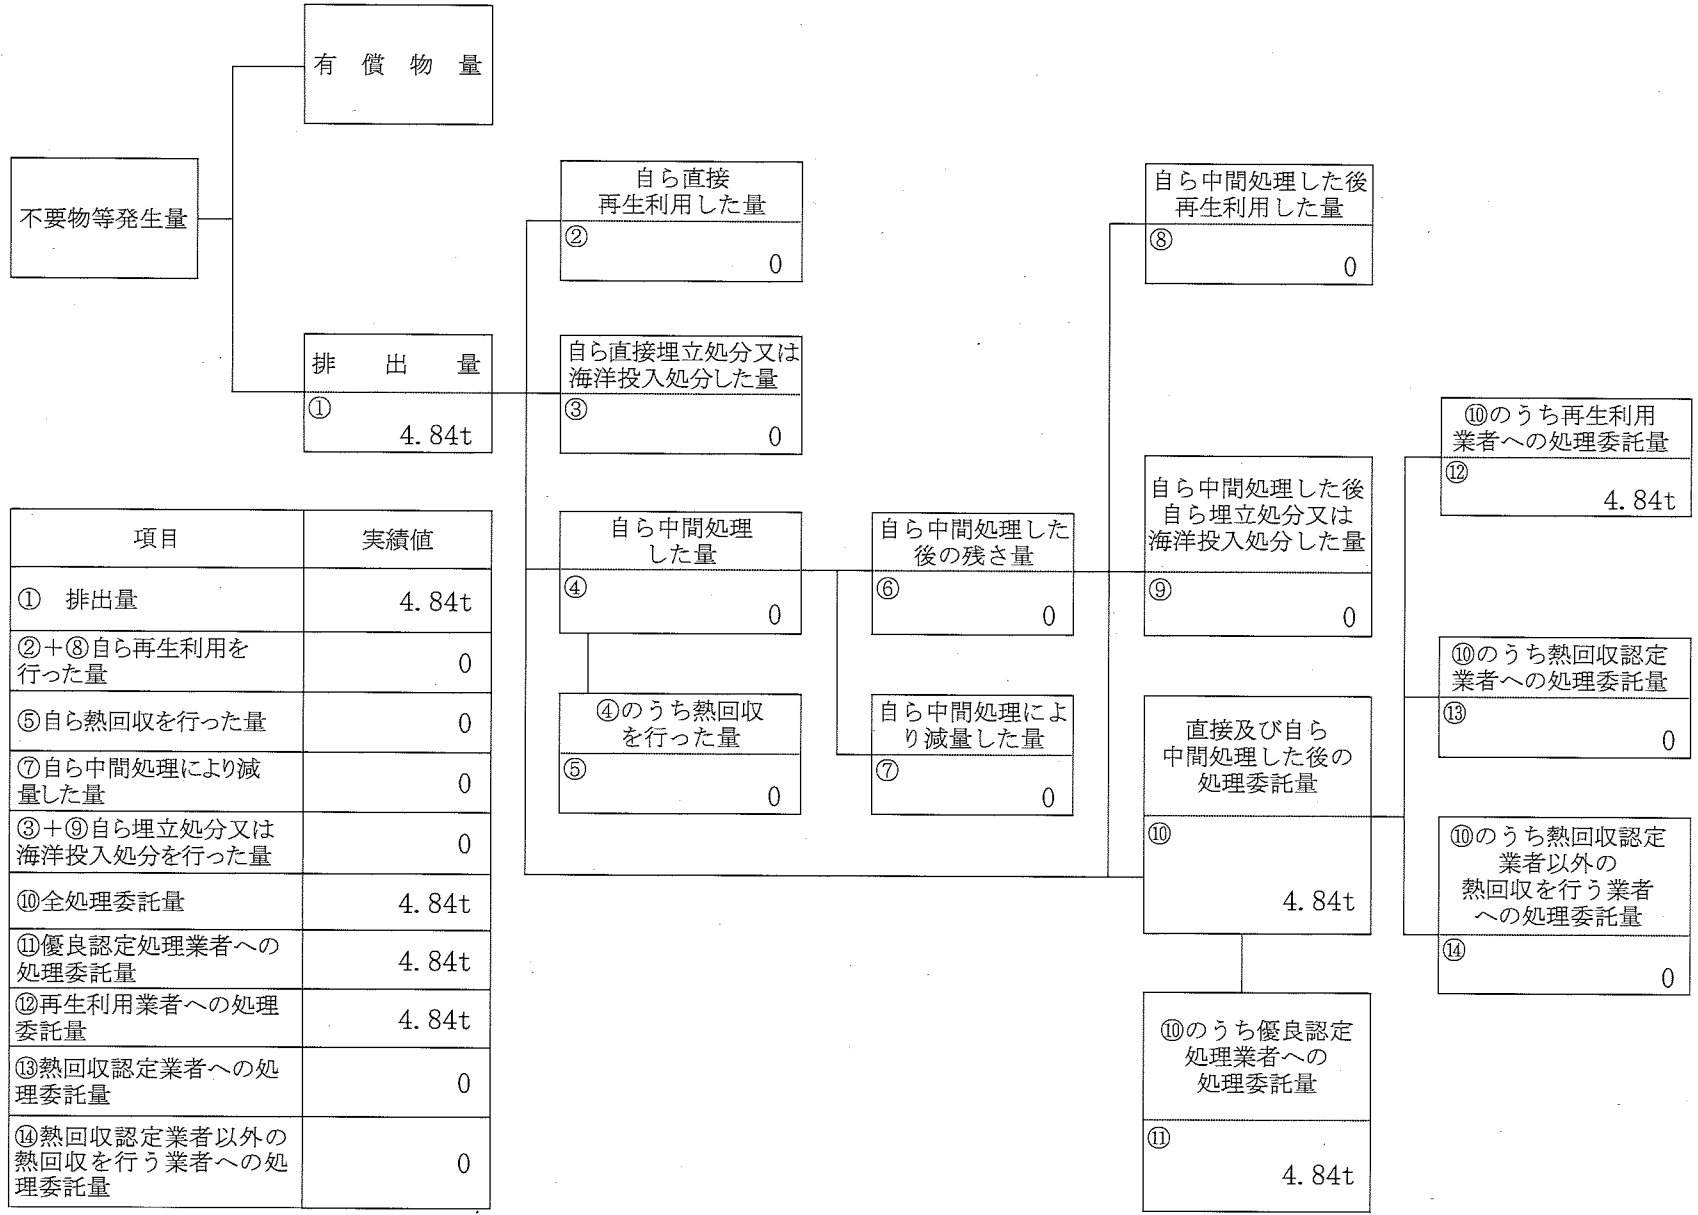 有償物量
不要物等発生量
排出量
①
4.84t
自ら直接
再生利用した量
②
0
自ら直接埋立処分又は
海洋投入処分した量
③
0
自ら中間処理
した量
④
0
④のうち熱回収
を行った量
⑤
0
自ら中間処理した
後の残さ量
⑥
0
自ら中間処理によ
り減量した量
⑦
0
自ら中間処理した後
再生利用した量
⑧
0
自ら中間処理した後
自ら埋立処分又は
海洋投入処分した量
⑨
0
直接及び自ら
中間処理した後の
処理委託量
⑩
4.84t
⑩のうち優良認定
処理業者への
処理委託量
⑪
4.84t
⑩のうち再生利用
業者への処理委託量
⑫
4.84t
⑩のうち熱回収認定
業者への処理委託量
⑬
0
⑩のうち熱回収認定
業者以外の
熱回収を行う業者
への処理委託量
⑭
0
項目 実績値
① 排出量 4.84t
②＋⑧自ら再生利用を
行った量 0
⑤自ら熱回収を行った量 0
⑦自ら中間処理により減
量した量 0
③＋⑨自ら埋立処分又は
海洋投入処分を行った量 0
⑩全処理委託量 4.84t
⑪優良認定処理業者への
処理委託量 4.84t
⑫再生利用業者への処理
委託量 4.84t
⑬熱回収認定業者への処
理委託量 0
⑭熱回収認定業者以外の
熱回収を行う業者への処
理委託量 0